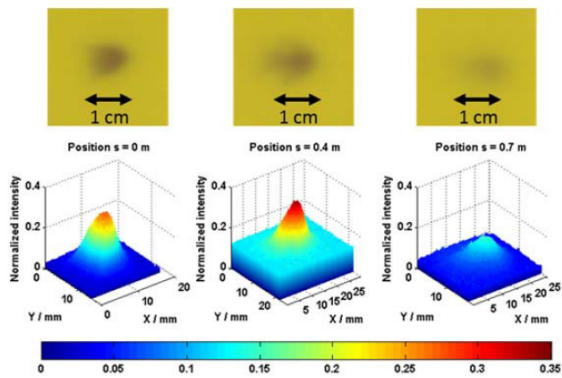 1 cm
1 cm
1 cm
Position s = 0 m
Position s = 0.4 m
Position s = 0.7 m
Normalized intensity
0.4
0.2
0
0
10
Y / mm
0
10
20
X / mm
Normalized intensity
0.4
0.2
0
0
10
20
Y / mm
5
10
15
20
25
X / mm
Normalized intensity
0.4
0.2
0
0
10
20
Y / mm
5
10
15
20
25
X / mm
0
0.05
0.1
0.15
0.2
0.25
0.3
0.35